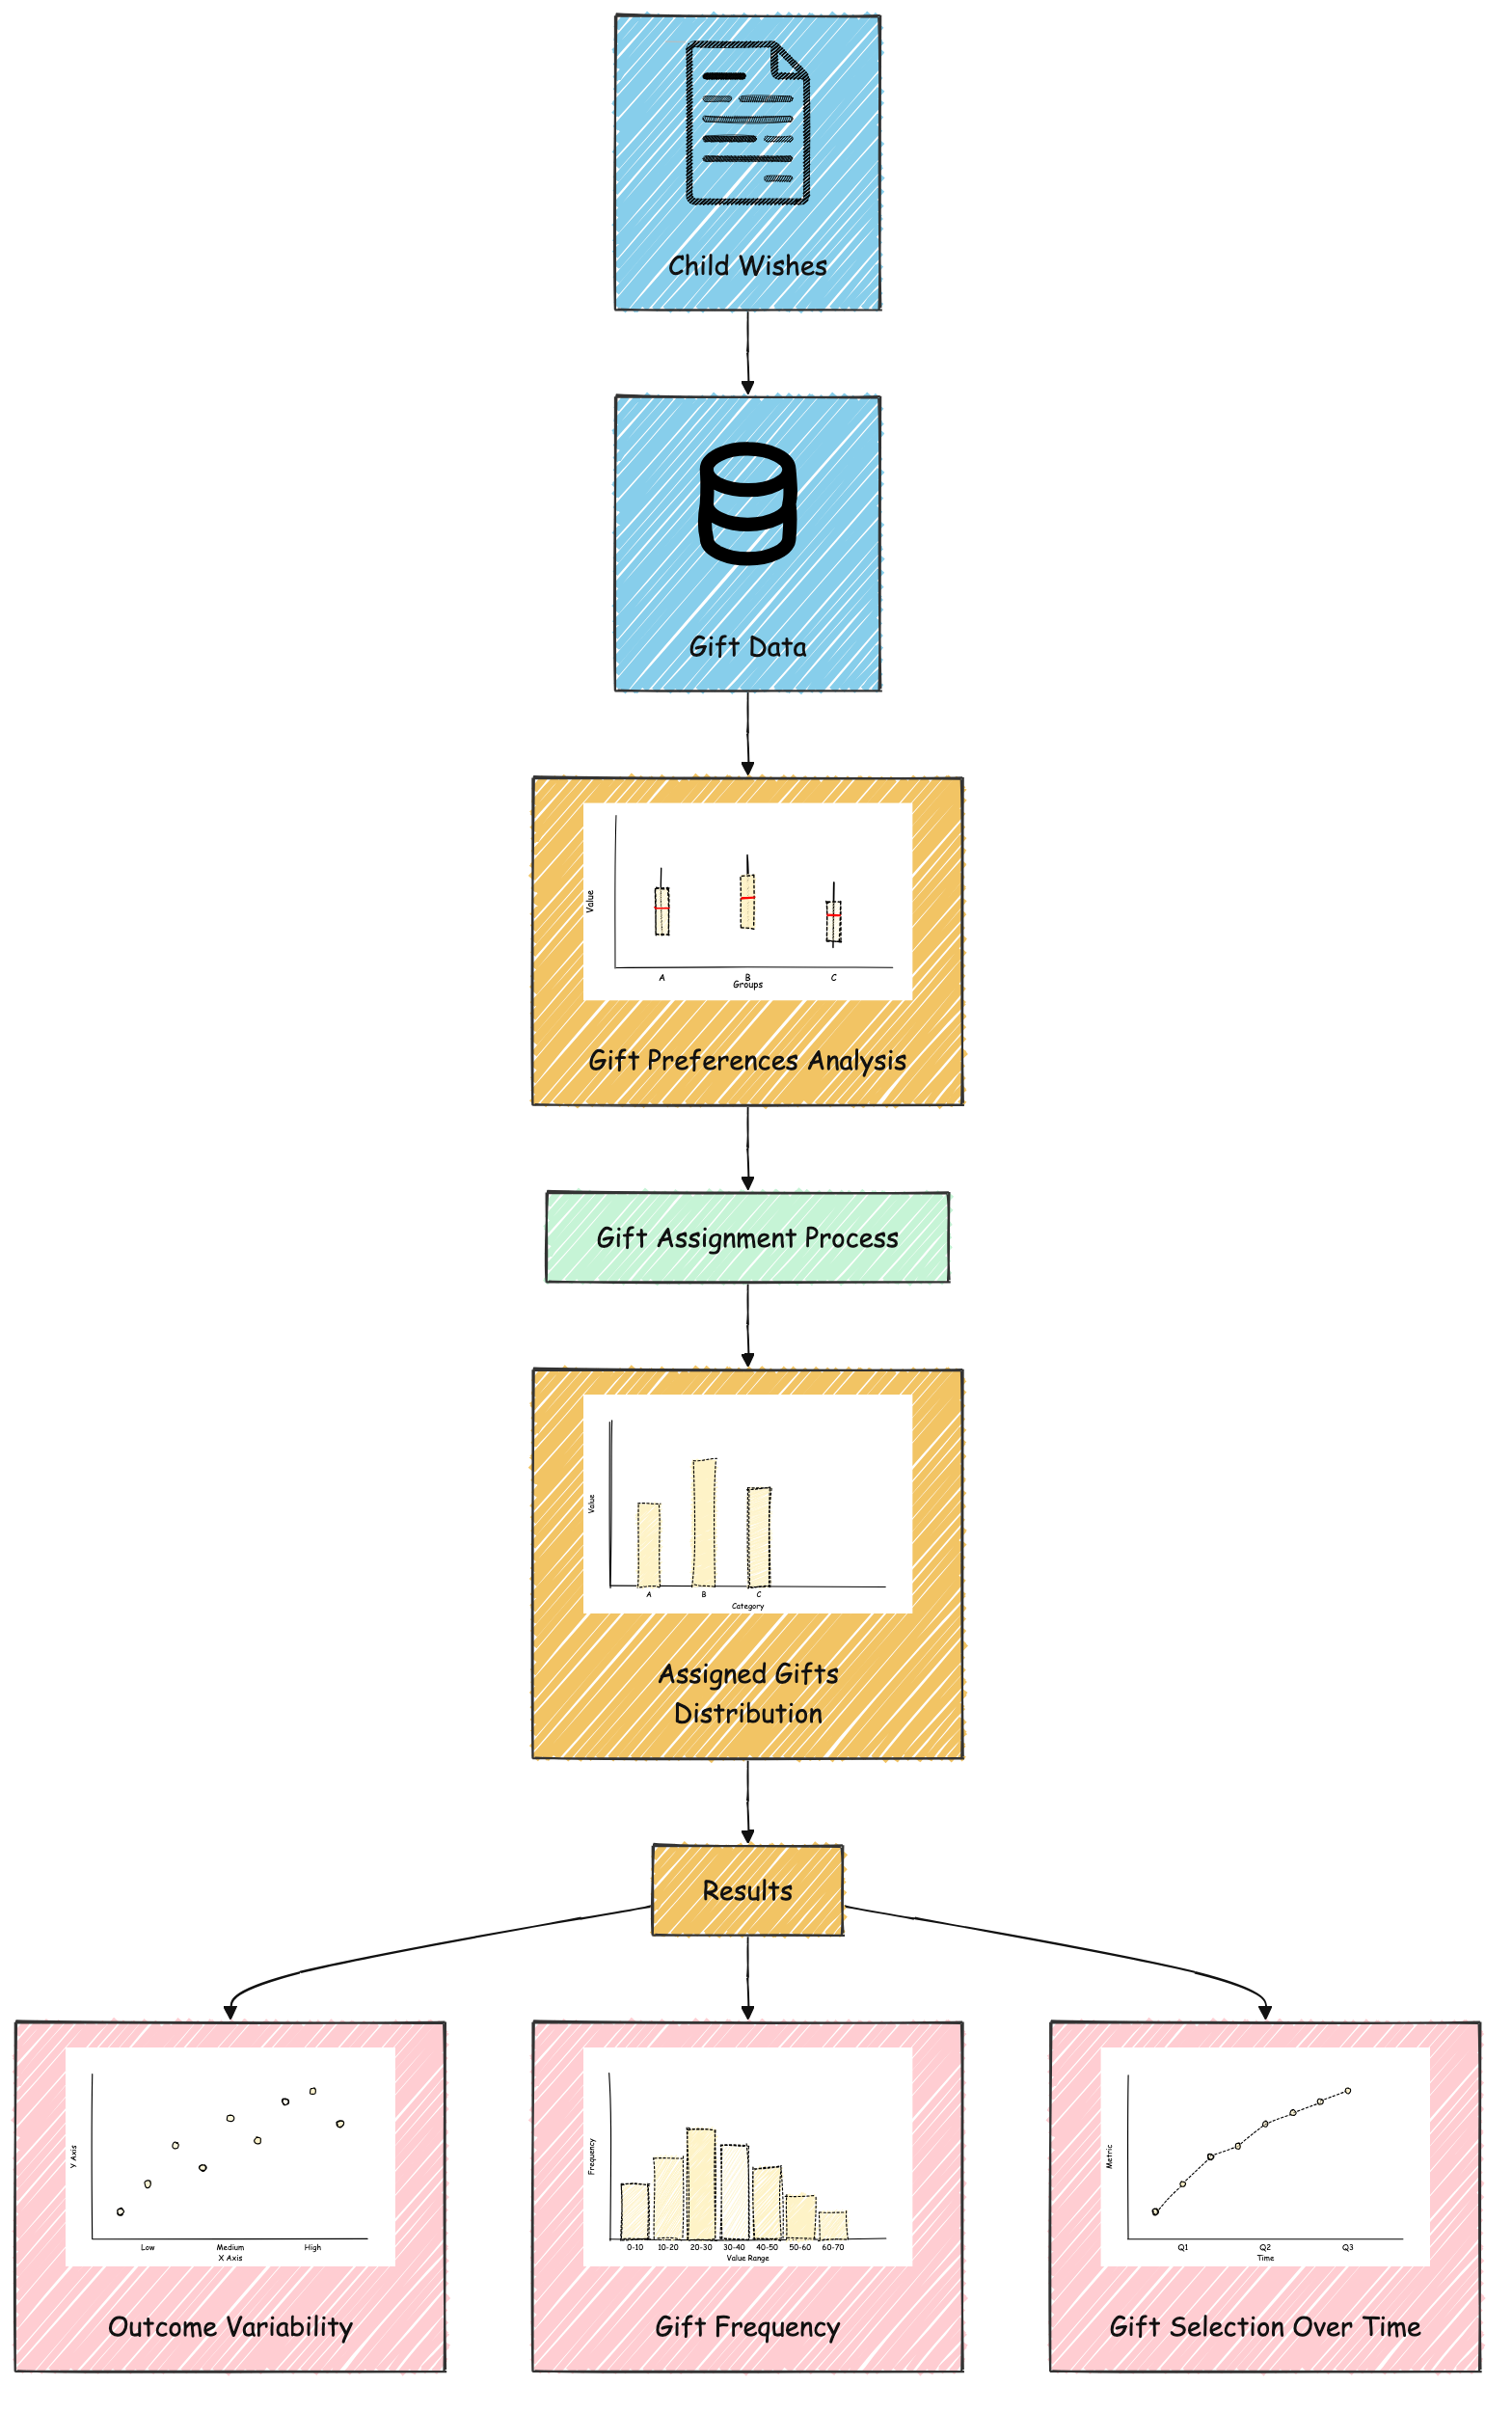 Child Wishes
Gift Data
Value
A
B
C
Groups
Gift Preferences Analysis
Gift Assignment Process
Value
A
B
C
Category
Assigned Gifts
Distribution
Results
Y Axis
Low
Medium
High
X Axis
Outcome Variability
Frequency
0-10
10-20
20-30
30-40
40-50
50-60
60-70
Value Range
Gift Frequency
Metric
Q1
Q2
Q3
Time
Gift Selection Over Time